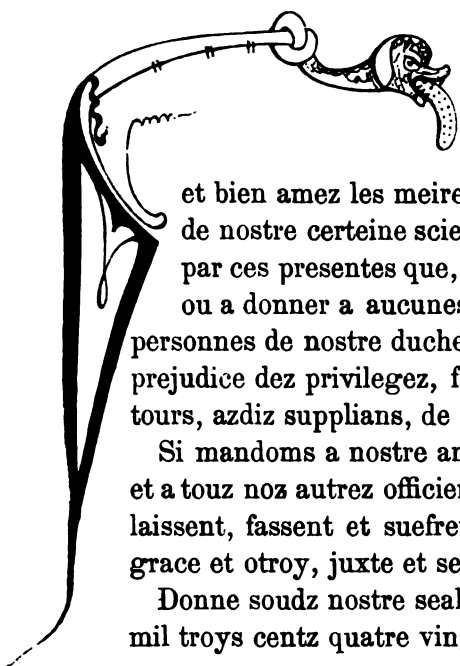 et bien amez les meire
de nostre certeine scie
par ces presentes que,
ou a donner a aucunes
personnes de nostre duche
prejudice dez privilegez, f
tours, azdiz supplians, de
Si mandoms a nostre
et a touz noz autrez officie
laissent, fassent et suefre
grace et otroy, juxte et se
Donne soudz nostre seal
mil troys centz quatre vin